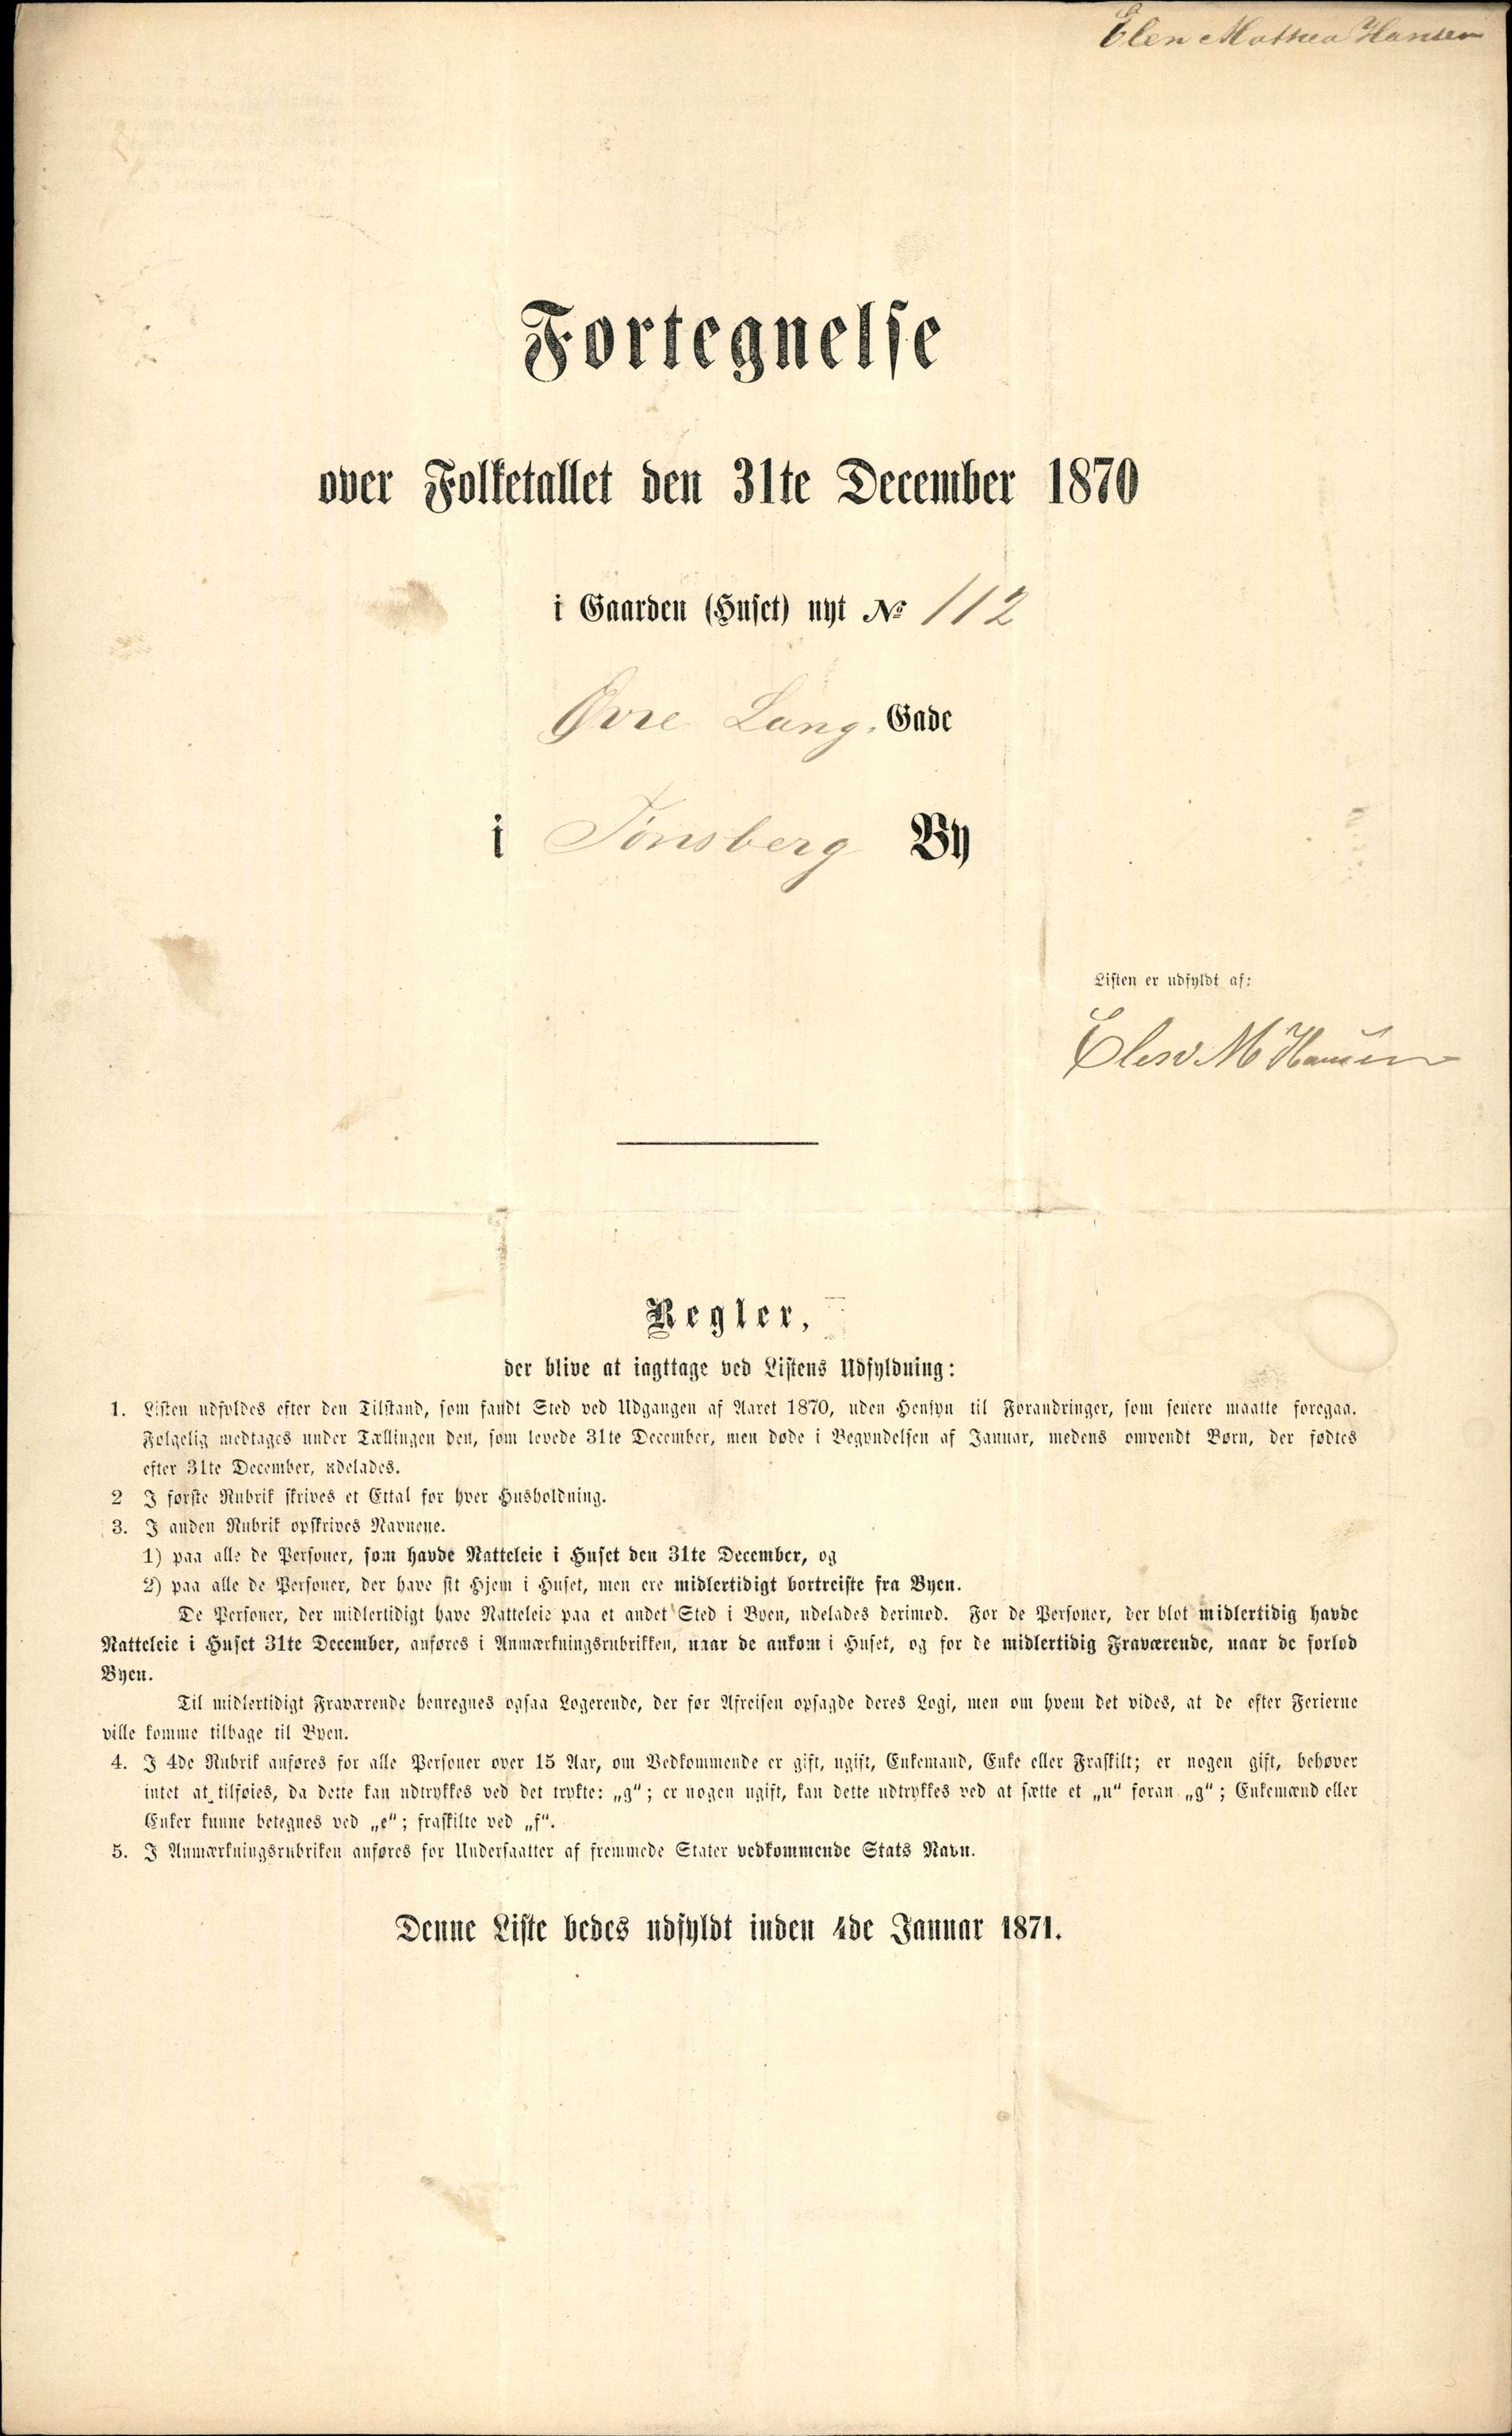 Elen Mathea Hansen
Fortegnelse
over Folketallet den 31te December 1870
i Gaarden (Huset) nyt № 112
Øvre Lang. Gade
i Tönsberg By
Listen er udfyldt af:
Elen M Hansen
Regler,
der blive at iagttage ved Listens Udfyldning:
1. Listen udfyldes efter den Tilstand, som fandt Sted ved Udgangen af Aaret 1870, uden Hensyn til Forandringer, som senere maatte foregaa.
Følgelig medtages under Tællingen den, som levede 31te December, men døde i Begyndelsen af Januar, medens omvendt Børn, der fødtes
efter 31te December, udelades.
2 I første Rubrik skrives et Ettal for hver Husholdning.
3. I anden Rubrik opskrives Navnene.
1) paa alle de Personer, som havde Natteleie i Huset den 31te December, og
2) paa alle de Personer, der have sit Hjem i Huset, men ere midlertidigt bortreiste fra Byen.
De Personer, der midlertidigt have Natteleie paa et andet Sted i Byen, udelades derimod. For de Personer, der blot midlertidig havde
Natteleie i Huset 31te December, anføres i Anmærkningsrubrikken, naar de ankom i Huset, og for de midlertidig Fraværende, naar de forlod
Byen.
Til midlertidigt Fraværende henregnes ogsaa Logerende, der før Afreisen opsagde deres Logi, men om hvem det vides, at de efter Ferierne
ville komme tilbage til Byen.
4. I 4de Rubrik anføres for alle Personer over 15 Aar, om Vedkommende er gift, ugift, Enkemand, Enke eller Fraskilt; er nogen gift, behøver
intet at tilføies, da dette kan udtrykkes ved det trykte: „g“; er nogen ugift, kan dette udtrykkes ved at sætte et „u“ foran „g“; Enkemænd eller
Enker kunne betegnes ved „e“; fraskilte ved „f“.
5. I Anmærkningsrubriken anføres for Undersaatter af fremmede Stater vedkommende Stats Navn.
Denne Liste bedes udfyldt inden 4de Januar 1871.